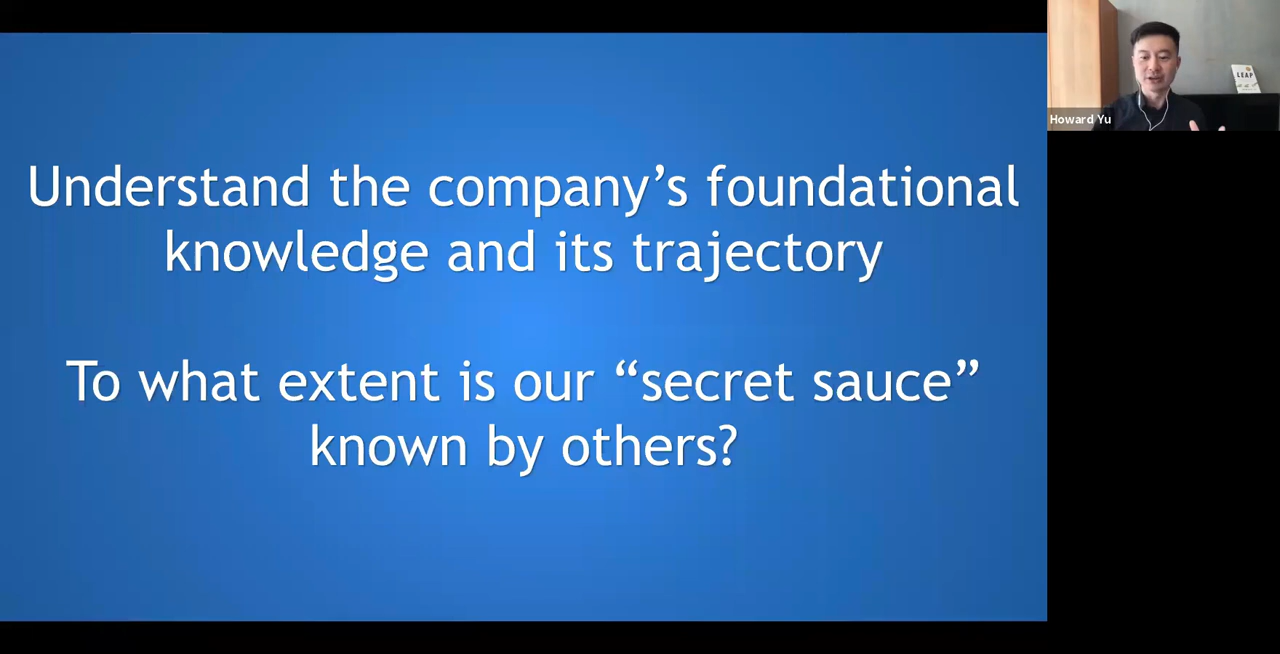 Understand the company’s foundational
knowledge and its trajectory
To what extent is our “secret sauce”
known by others?
LEAP
Howard Yu